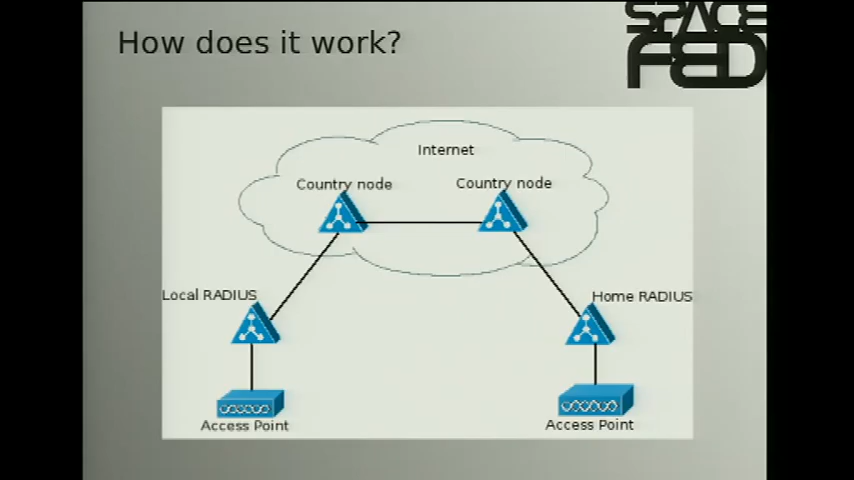 How does it work?
SPACE
FED
Internet
Country node
Country node
Local RADIUS
Home RADIUS
Access Point
Access Point